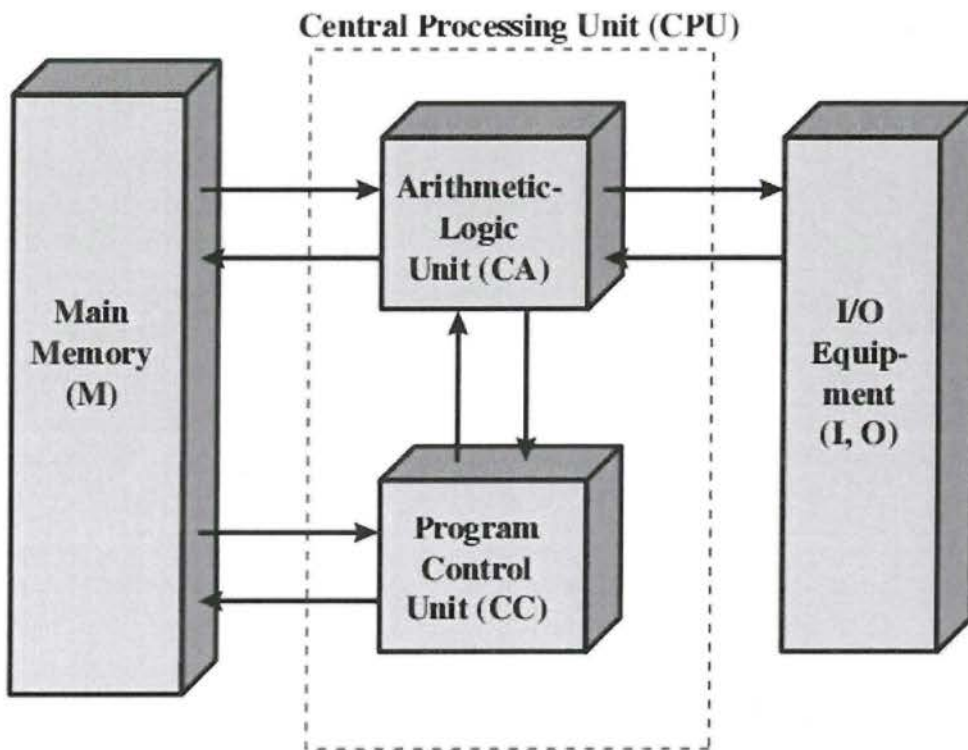 Central Processing Unit (CPU)
Main
Memory
(M)
Arithmetic-
Logic
Unit (CA)
Program
Control
Unit (CC)
I/O
Equip-
ment
(I, O)